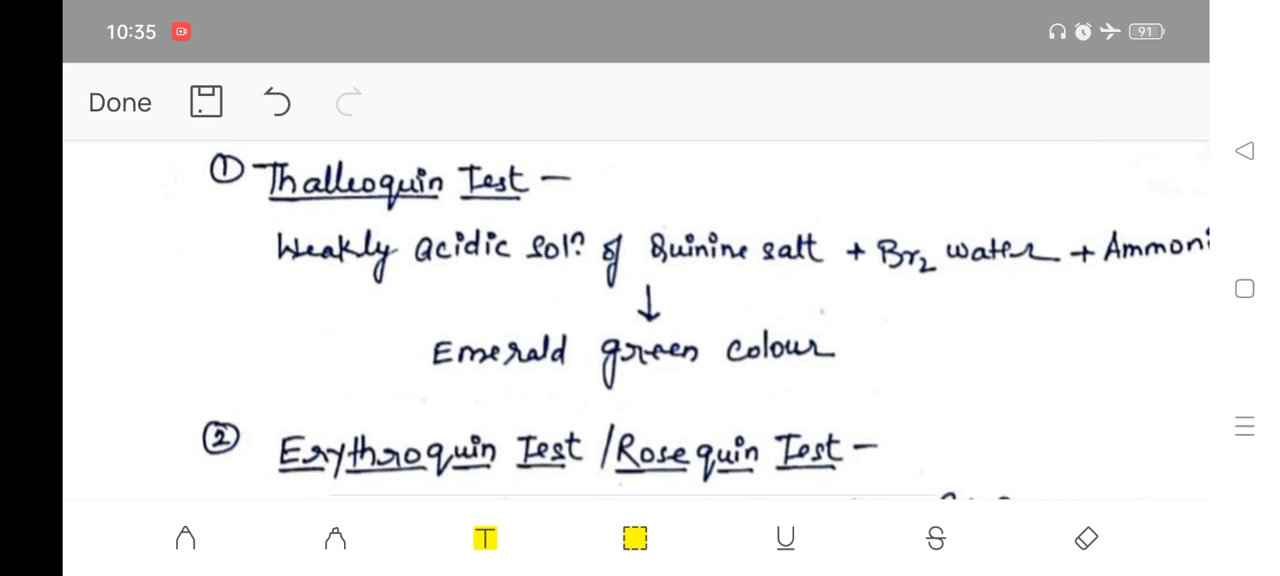 10:35 91
Done
① Thalleoquin Test –
Weakly acidic Solⁿ of Quinine salt + Br₂ water + Ammoni
↓
Emerald green colour
② Erythroquin Test / Rosequin Test –
T U S